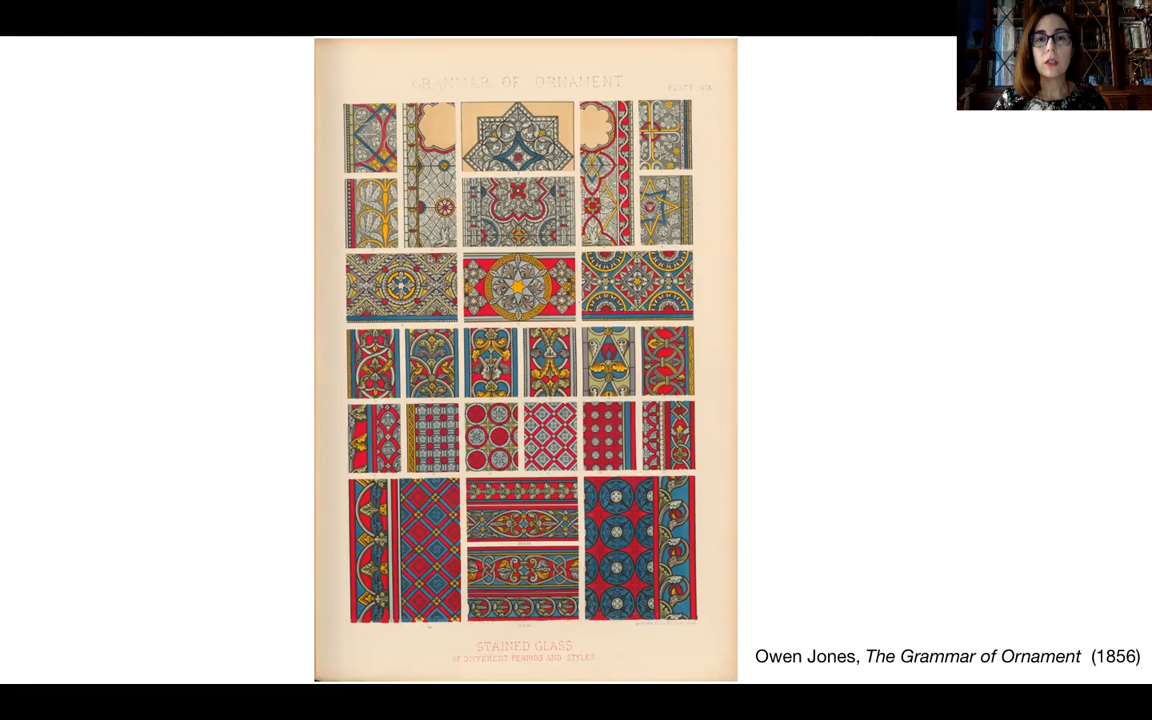 GRAMMAR OF ORNAMENT
STAINED GLASS
OF DIFFERENT PERIODS AND STYLES
Owen Jones, The Grammar of Ornament (1856)